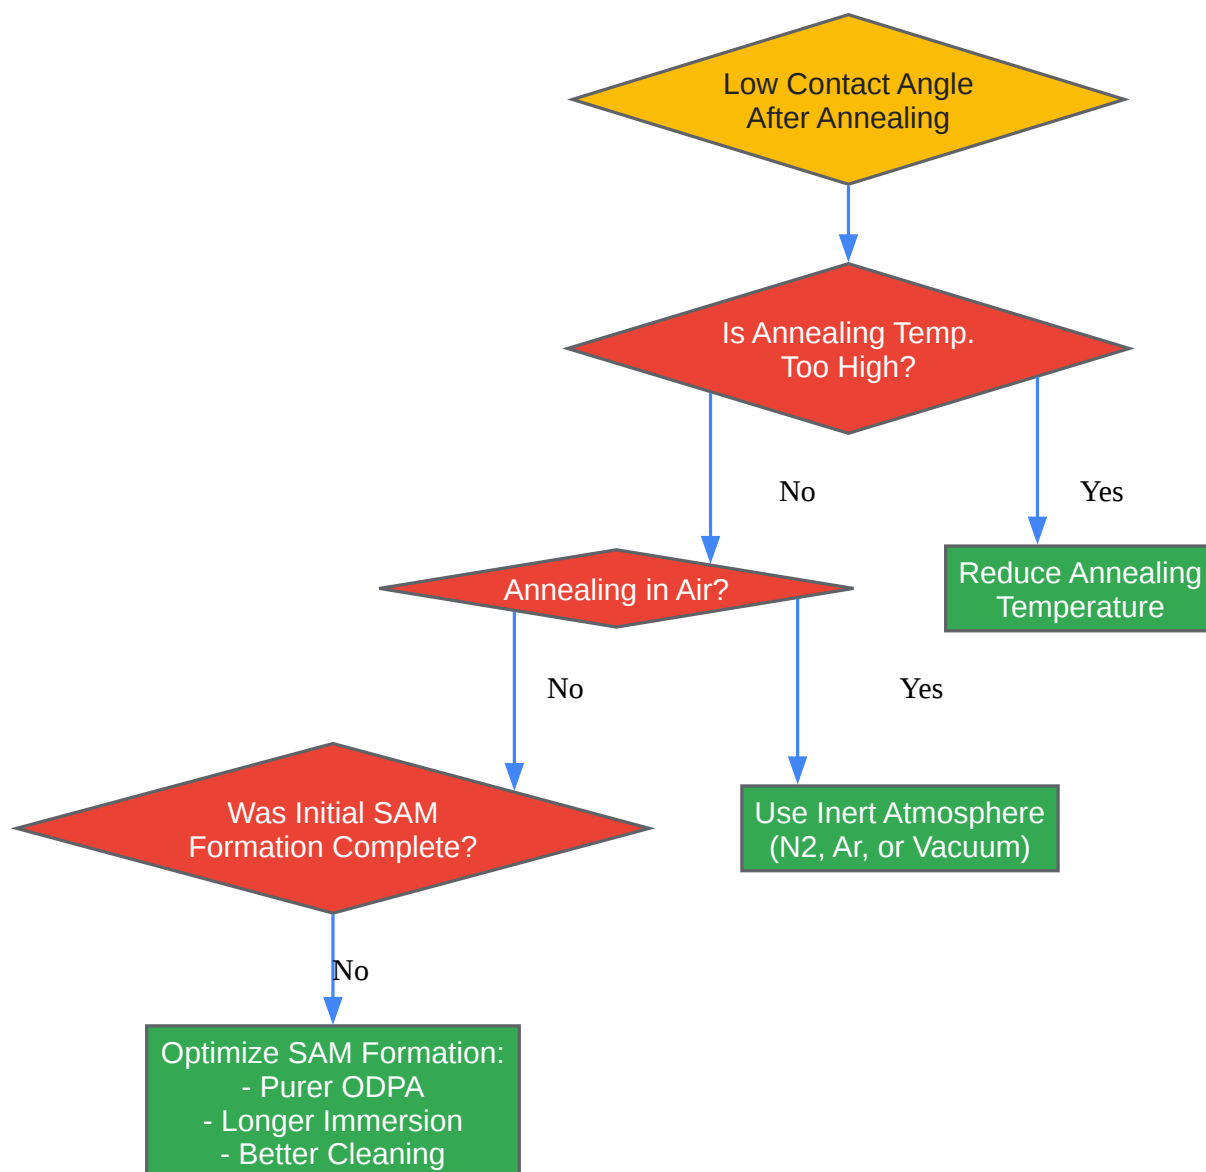 Low Contact Angle
After Annealing
Is Annealing Temp.
Too High?
No
Yes
Annealing in Air?
Reduce Annealing
Temperature
No
Yes
Was Initial SAM
Formation Complete?
Use Inert Atmosphere
(N2, Ar, or Vacuum)
No
Optimize SAM Formation:
- Purer ODPA
- Longer Immersion
- Better Cleaning